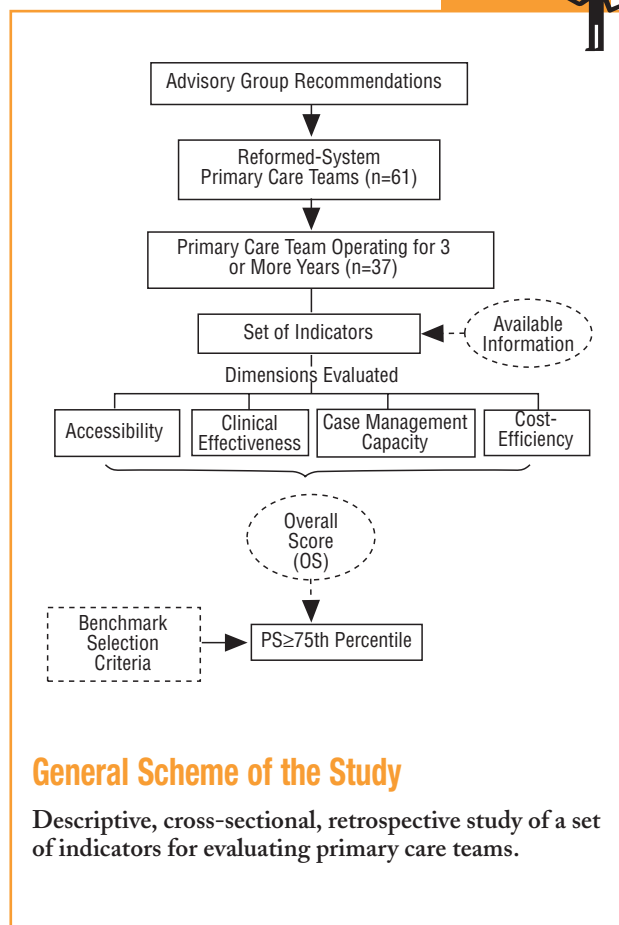 Advisory Group Recommendations
Reformed-System
Primary Care Teams (n=61)
Primary Care Team Operating for 3
or More Years (n=37)
Set of Indicators
Available
Information
Dimensions Evaluated
Accessibility
Clinical
Effectiveness
Case Management
Capacity
Cost-
Efficiency
Overall
Score
(OS)
Benchmark
Selection
Criteria
PS≥75th Percentile
General Scheme of the Study
Descriptive, cross-sectional, retrospective study of a set
of indicators for evaluating primary care teams.